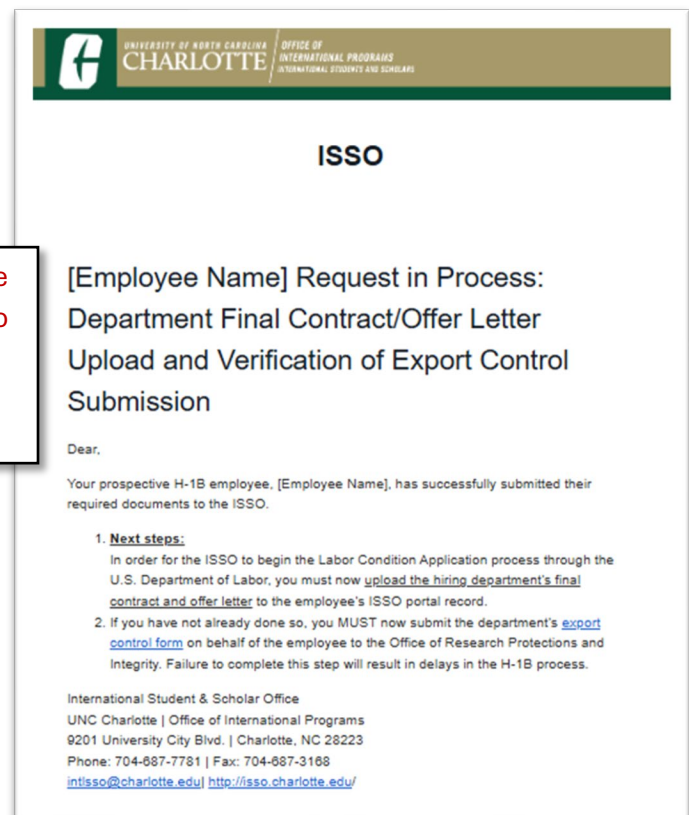 UNIVERSITY OF NORTH CAROLINA
CHARLOTTE
OFFICE OF
INTERNATIONAL PROGRAMS
INTERNATIONAL STUDENTS AND SCHOLARS
ISSO
[Employee Name] Request in Process:
Department Final Contract/Offer Letter
Upload and Verification of Export Control
Submission
Dear,
Your prospective H-1B employee, [Employee Name], has successfully submitted their
required documents to the ISSO.
1. Next steps:
In order for the ISSO to begin the Labor Condition Application process through the
U.S. Department of Labor, you must now upload the hiring department's final
contract and offer letter to the employee's ISSO portal record.
2. If you have not already done so, you MUST now submit the department's export
control form on behalf of the employee to the Office of Research Protections and
Integrity. Failure to complete this step will result in delays in the H-1B process.
International Student & Scholar Office
UNC Charlotte | Office of International Programs
9201 University City Blvd. | Charlotte, NC 28223
Phone: 704-687-7781 | Fax: 704-687-3168
intlsso@charlotte.edu| http://isso.charlotte.edu/